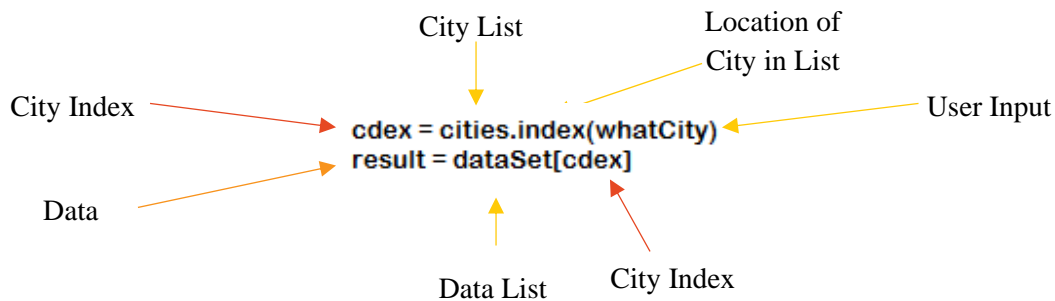 City List
Location of
City in List
City Index
User Input
cdex = cities.index(whatCity)
result = dataSet[cdex]
Data
Data List
City Index